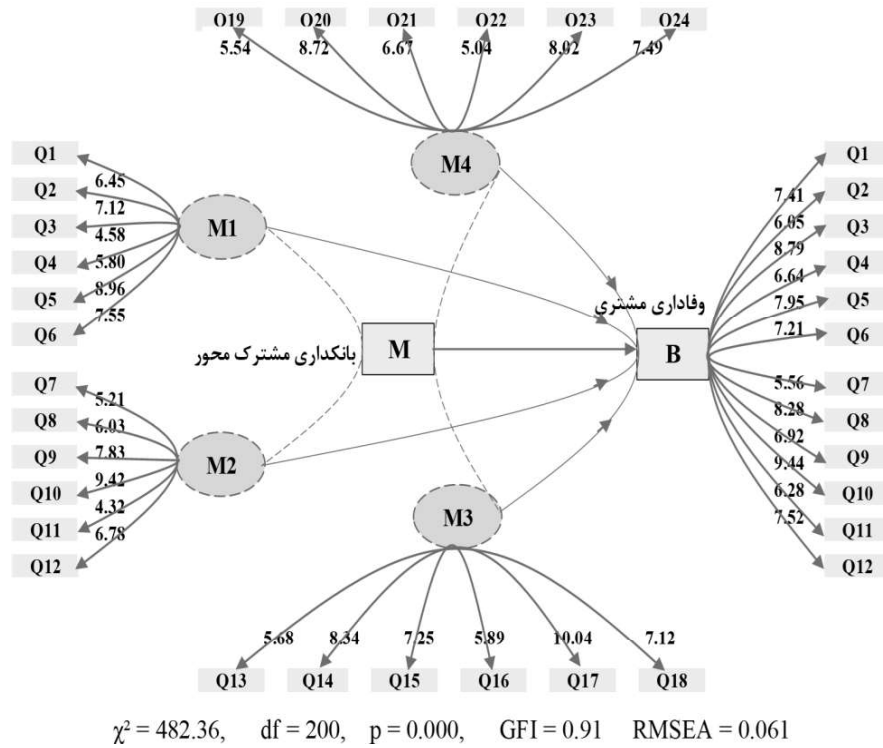 Q19 Q20 Q21 Q22 Q23 Q24
5.54 8.72 6.67 5.04 8.02 7.49
M4
Q1
6.45
Q2
7.12
Q3
4.58
Q4
5.80
Q5
8.96
Q6
7.55
M1
Q7
5.21
Q8
6.03
Q9
7.83
Q10
9.42
Q11
4.32
Q12
6.78
M2
بانکداری مشترک محور
M
وفاداری مشتری
B
Q1
7.41
Q2
6.05
Q3
8.79
Q4
6.64
Q5
7.95
Q6
7.21
Q7
5.56
Q8
8.28
Q9
6.92
Q10
9.44
Q11
6.28
Q12
7.52
M3
5.68 8.34 7.25 5.89 10.04 7.12
Q13 Q14 Q15 Q16 Q17 Q18
χ² = 482.36, df = 200, p = 0.000, GFI = 0.91 RMSEA = 0.061